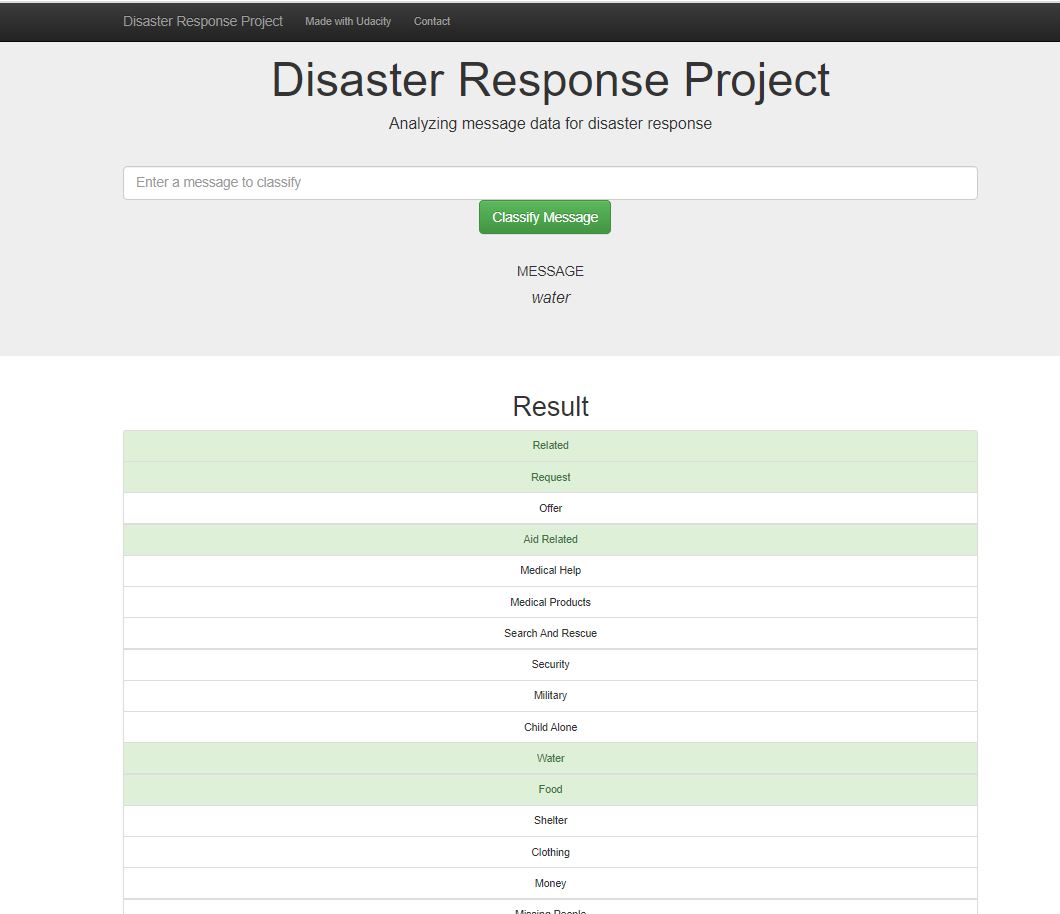 Disaster Response Project Made with Udacity Contact
Disaster Response Project
Analyzing message data for disaster response
Enter a message to classify
Classify Message
MESSAGE
water
Result
Related
Request
Offer
Aid Related
Medical Help
Medical Products
Search And Rescue
Security
Military
Child Alone
Water
Food
Shelter
Clothing
Money
Missing People